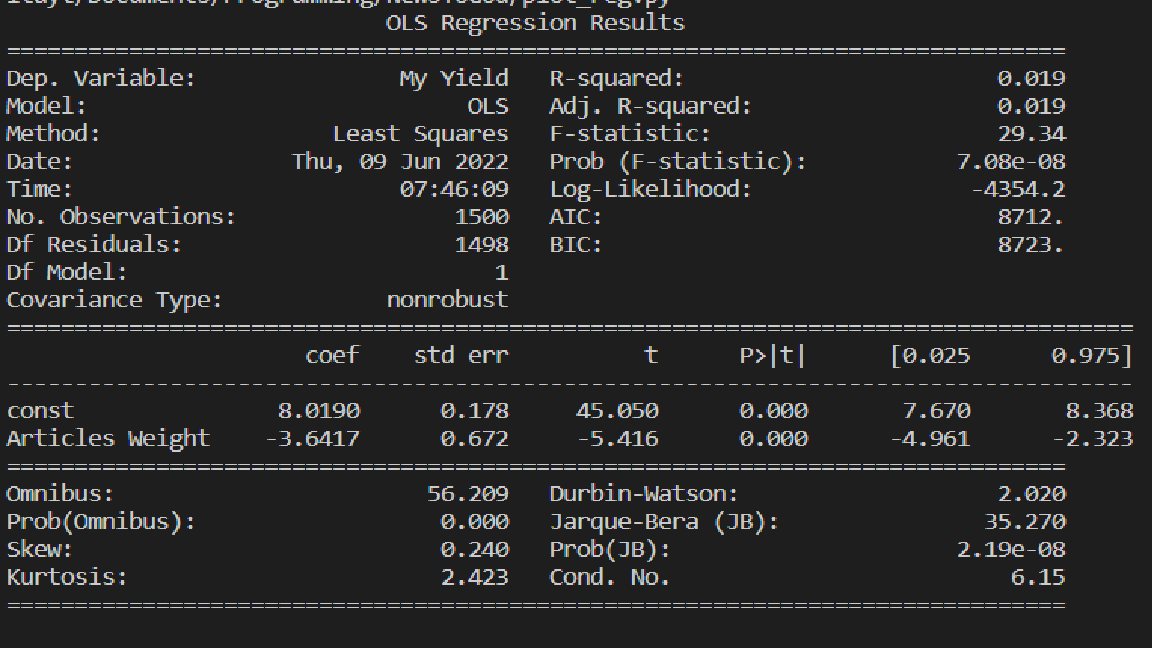 OLS Regression Results
==============================================================================
Dep. Variable:               My Yield   R-squared:                       0.019
Model:                            OLS   Adj. R-squared:                  0.019
Method:                 Least Squares   F-statistic:                     29.34
Date:                Thu, 09 Jun 2022   Prob (F-statistic):           7.08e-08
Time:                        07:46:09   Log-Likelihood:                -4354.2
No. Observations:                1500   AIC:                             8712.
Df Residuals:                    1498   BIC:                             8723.
Df Model:                           1
Covariance Type:            nonrobust
===================================================================================
                      coef    std err          t      P>|t|      [0.025      0.975]
-----------------------------------------------------------------------------------
const               8.0190      0.178     45.050      0.000       7.670       8.368
Articles Weight    -3.6417      0.672     -5.416      0.000      -4.961      -2.323
==============================================================================
Omnibus:                       56.209   Durbin-Watson:                   2.020
Prob(Omnibus):                  0.000   Jarque-Bera (JB):               35.270
Skew:                           0.240   Prob(JB):                     2.19e-08
Kurtosis:                       2.423   Cond. No.                         6.15
==============================================================================